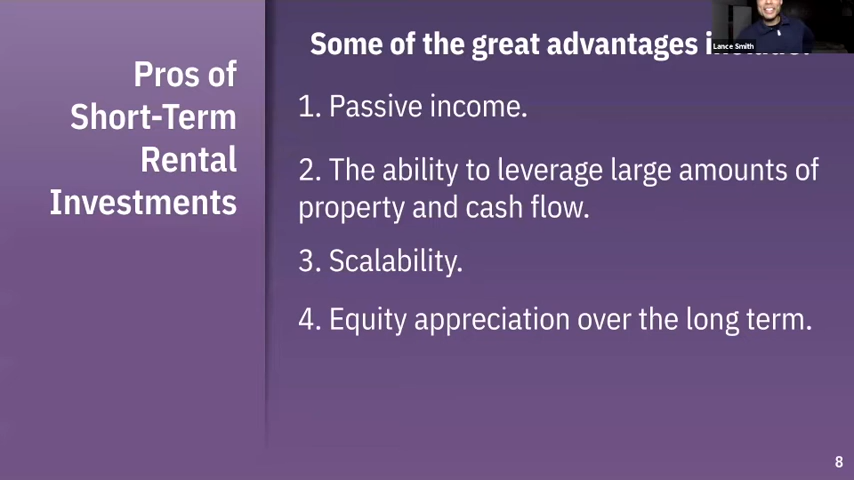 Pros of
Short-Term
Rental
Investments
Some of the great advantages
Lance Smith
1. Passive income.
2. The ability to leverage large amounts of
property and cash flow.
3. Scalability.
4. Equity appreciation over the long term.
8